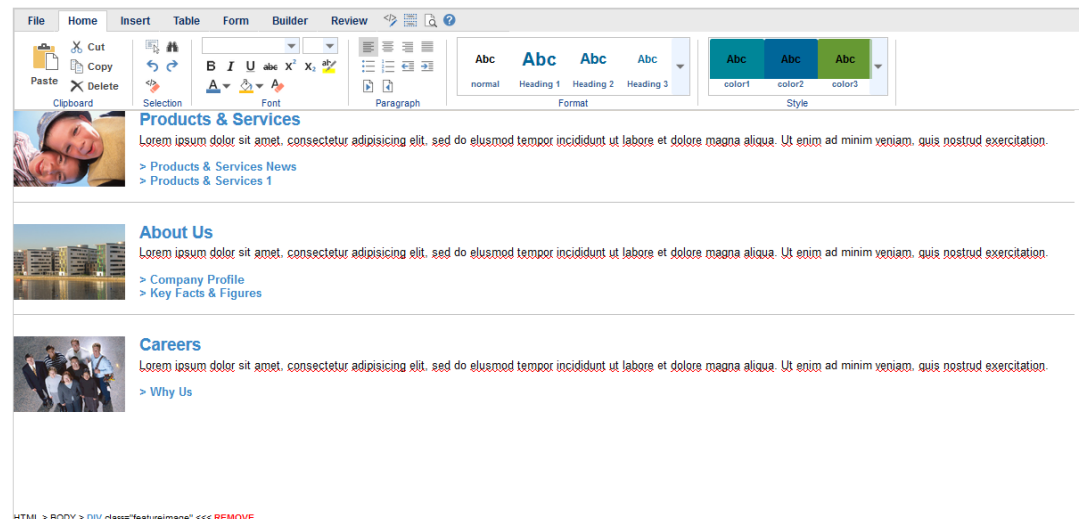 File Home Insert Table Form Builder Review
Cut
Copy
Paste
Delete
B I U abc X² X₂ ab
A
Abc Abc Abc Abc
normal Heading 1 Heading 2 Heading 3
Abc Abc Abc
color1 color2 color3
Clipboard Selection Font Paragraph Format Style
Products & Services
Lorem ipsum dolor sit amet, consectetur adipisicing elit, sed do elusmod tempor incididunt ut labore et dolore magna aliqua. Ut enim ad minim veniam, quis nostrud exercitation.
> Products & Services News
> Products & Services 1
About Us
Lorem ipsum dolor sit amet, consectetur adipisicing elit, sed do elusmod tempor incididunt ut labore et dolore magna aliqua. Ut enim ad minim veniam, quis nostrud exercitation.
> Company Profile
> Key Facts & Figures
Careers
Lorem ipsum dolor sit amet, consectetur adipisicing elit, sed do elusmod tempor incididunt ut labore et dolore magna aliqua. Ut enim ad minim veniam, quis nostrud exercitation.
> Why Us
HTML > BODY > DIV class="featureimage" <<< REMOVE